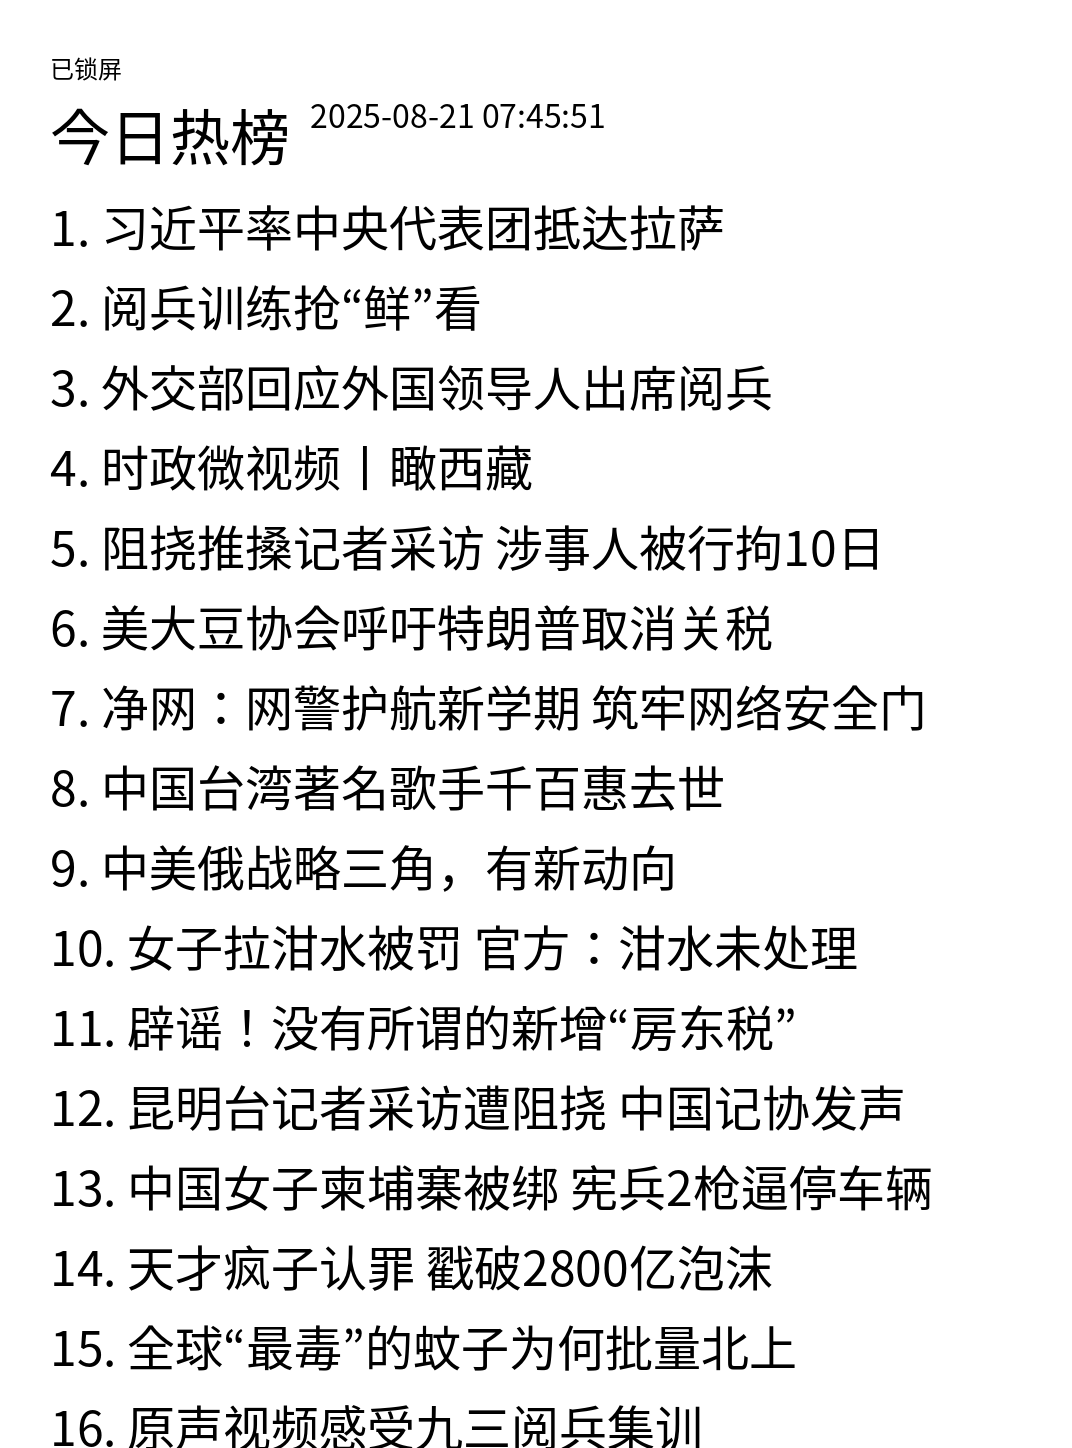 已锁屏
今日热榜 2025-08-21 07:45:51
1. 习近平率中央代表团抵达拉萨
2. 阅兵训练抢“鲜”看
3. 外交部回应外国领导人出席阅兵
4. 时政微视频丨瞰西藏
5. 阻挠推搡记者采访 涉事人被行拘10日
6. 美大豆协会呼吁特朗普取消关税
7. 净网：网警护航新学期 筑牢网络安全门
8. 中国台湾著名歌手千百惠去世
9. 中美俄战略三角，有新动向
10. 女子拉泔水被罚 官方：泔水未处理
11. 辟谣！没有所谓的新增“房东税”
12. 昆明台记者采访遭阻挠 中国记协发声
13. 中国女子柬埔寨被绑 宪兵2枪逼停车辆
14. 天才疯子认罪 戳破2800亿泡沫
15. 全球“最毒”的蚊子为何批量北上
16. 原声视频感受九三阅兵集训